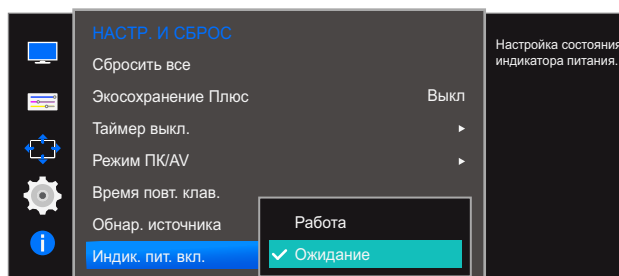 НАСТР. И СБРОС
Сбросить все
Экосохранение Плюс Выкл
Таймер выкл.
Режим ПК/AV
Время повт. клав.
Обнар. источника
Индик. пит. вкл.
Работа
Ожидание
Настройка состояния
индикатора питания.